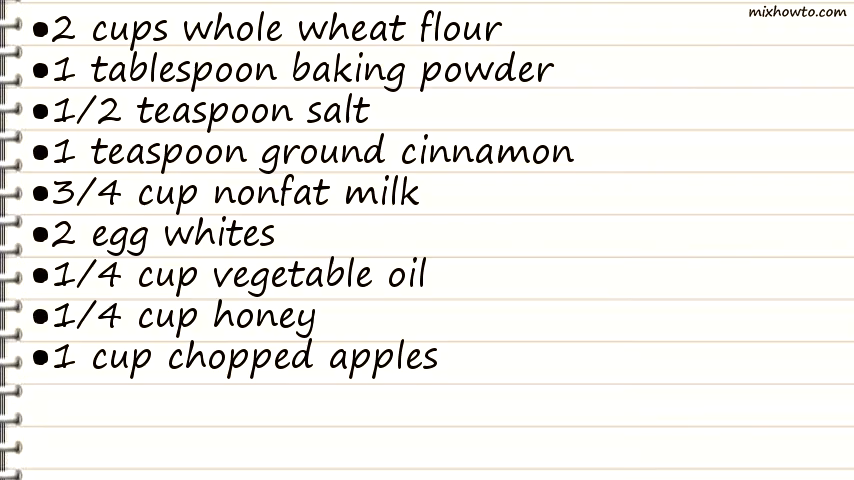 mixhowto.com
•2 cups whole wheat flour
•1 tablespoon baking powder
•1/2 teaspoon salt
•1 teaspoon ground cinnamon
•3/4 cup nonfat milk
•2 egg whites
•1/4 cup vegetable oil
•1/4 cup honey
•1 cup chopped apples